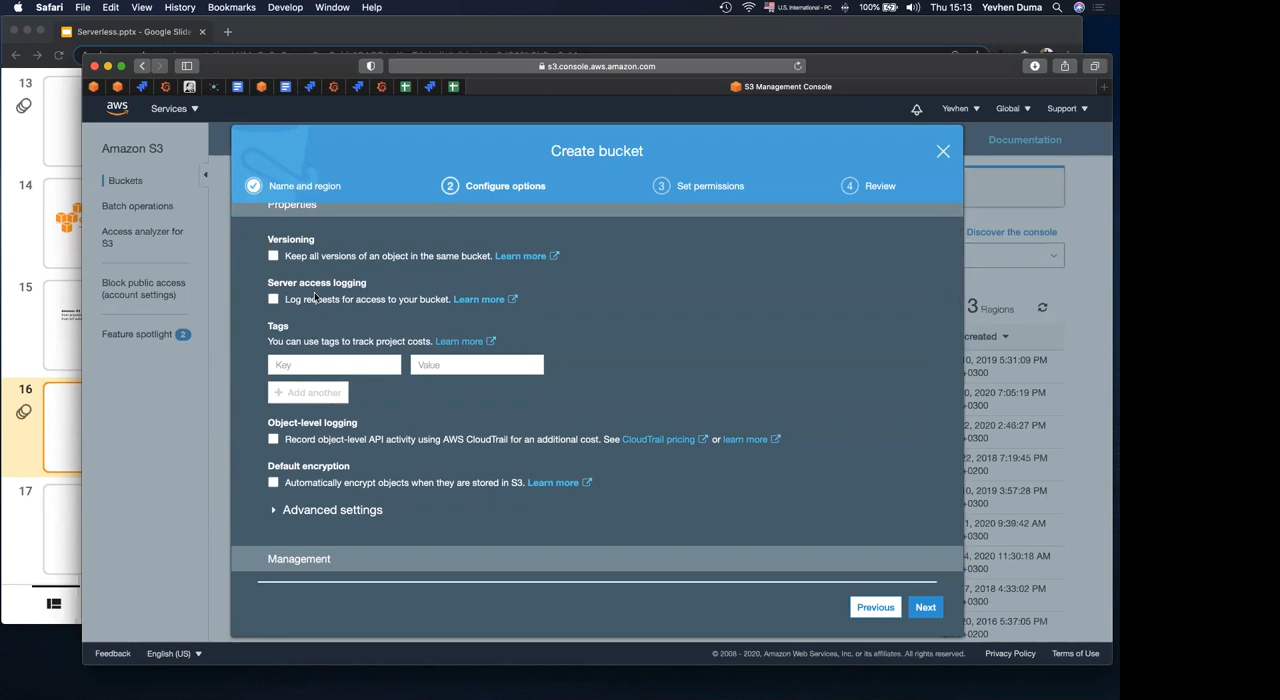 Safari File Edit View History Bookmarks Develop Window Help
U.S. International - PC 100% Thu 15:13 Yevhen Duma
Serverless.pptx - Google Slide
s3.console.aws.amazon.com
S3 Management Console
aws Services Yevhen Global Support
Amazon S3
Buckets
Batch operations
Access analyzer for
S3
Block public access
(account settings)
Feature spotlight 2
Create bucket
Documentation
Name and region
2 Configure options
3 Set permissions
4 Review
Properties
Versioning
Keep all versions of an object in the same bucket. Learn more
Server access logging
Log requests for access to your bucket. Learn more
Tags
You can use tags to track project costs. Learn more
Key
Value
+ Add another
Object-level logging
Record object-level API activity using AWS CloudTrail for an additional cost. See CloudTrail pricing or learn more
Default encryption
Automatically encrypt objects when they are stored in S3. Learn more
Advanced settings
Management
Previous
Next
Discover the console
3 Regions
created
0, 2019 5:31:09 PM
+0300
0, 2020 7:05:19 PM
+0300
, 2020 2:46:27 PM
+0300
22, 2018 7:19:45 PM
+0200
0, 2019 3:57:28 PM
+0300
1, 2020 9:39:42 AM
+0300
4, 2020 11:30:18 AM
+0300
7, 2018 4:33:02 PM
+0300
20, 2016 5:37:05 PM
+0200
13
14
15
16
17
Feedback English (US)
© 2008 - 2020, Amazon Web Services, Inc. or its affiliates. All rights reserved. Privacy Policy Terms of Use